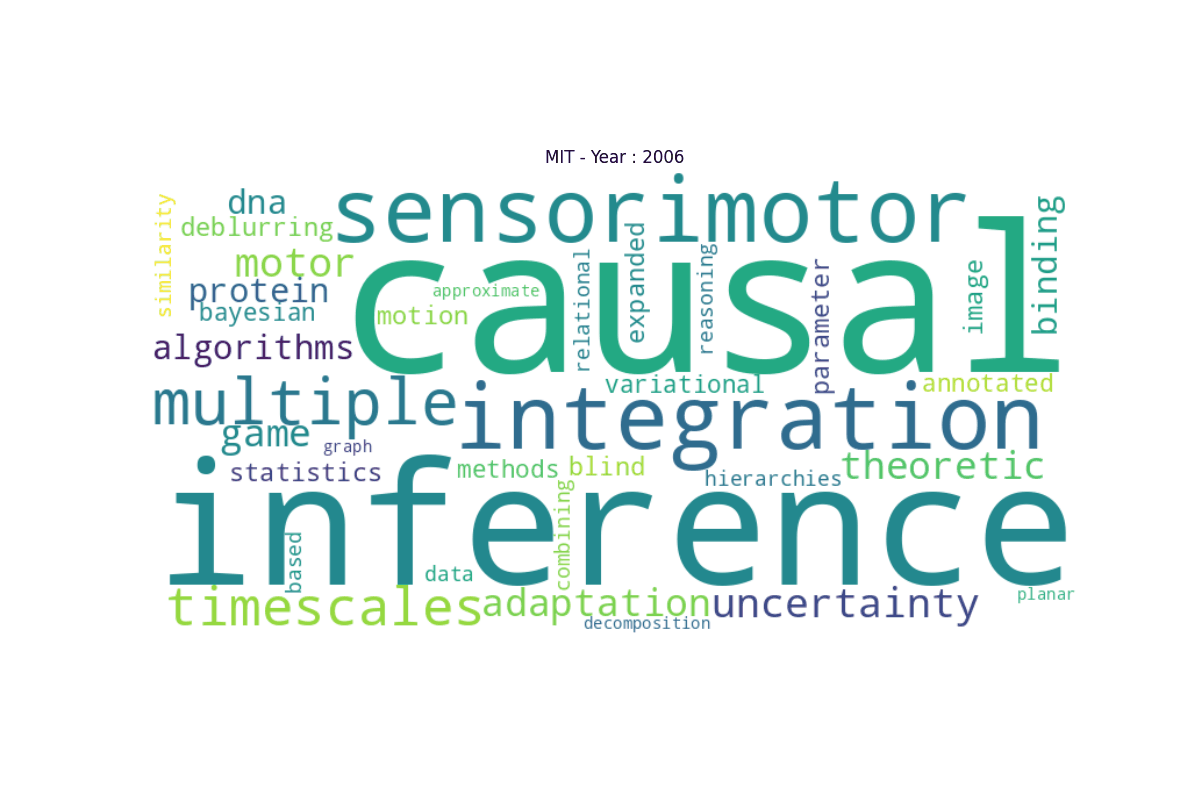 MIT - Year : 2006
sensorimotor
dna
deblurring
similarity
motor
causal
protein
approximate
bayesian
motion
relational
expanded
reasoning
parameter
image
binding
algorithms
variational
annotated
multiple
integration
game
graph
statistics
methods
blind
hierarchies
theoretic
inference
based
data
combining
timescales
adaptation
uncertainty
planar
decomposition